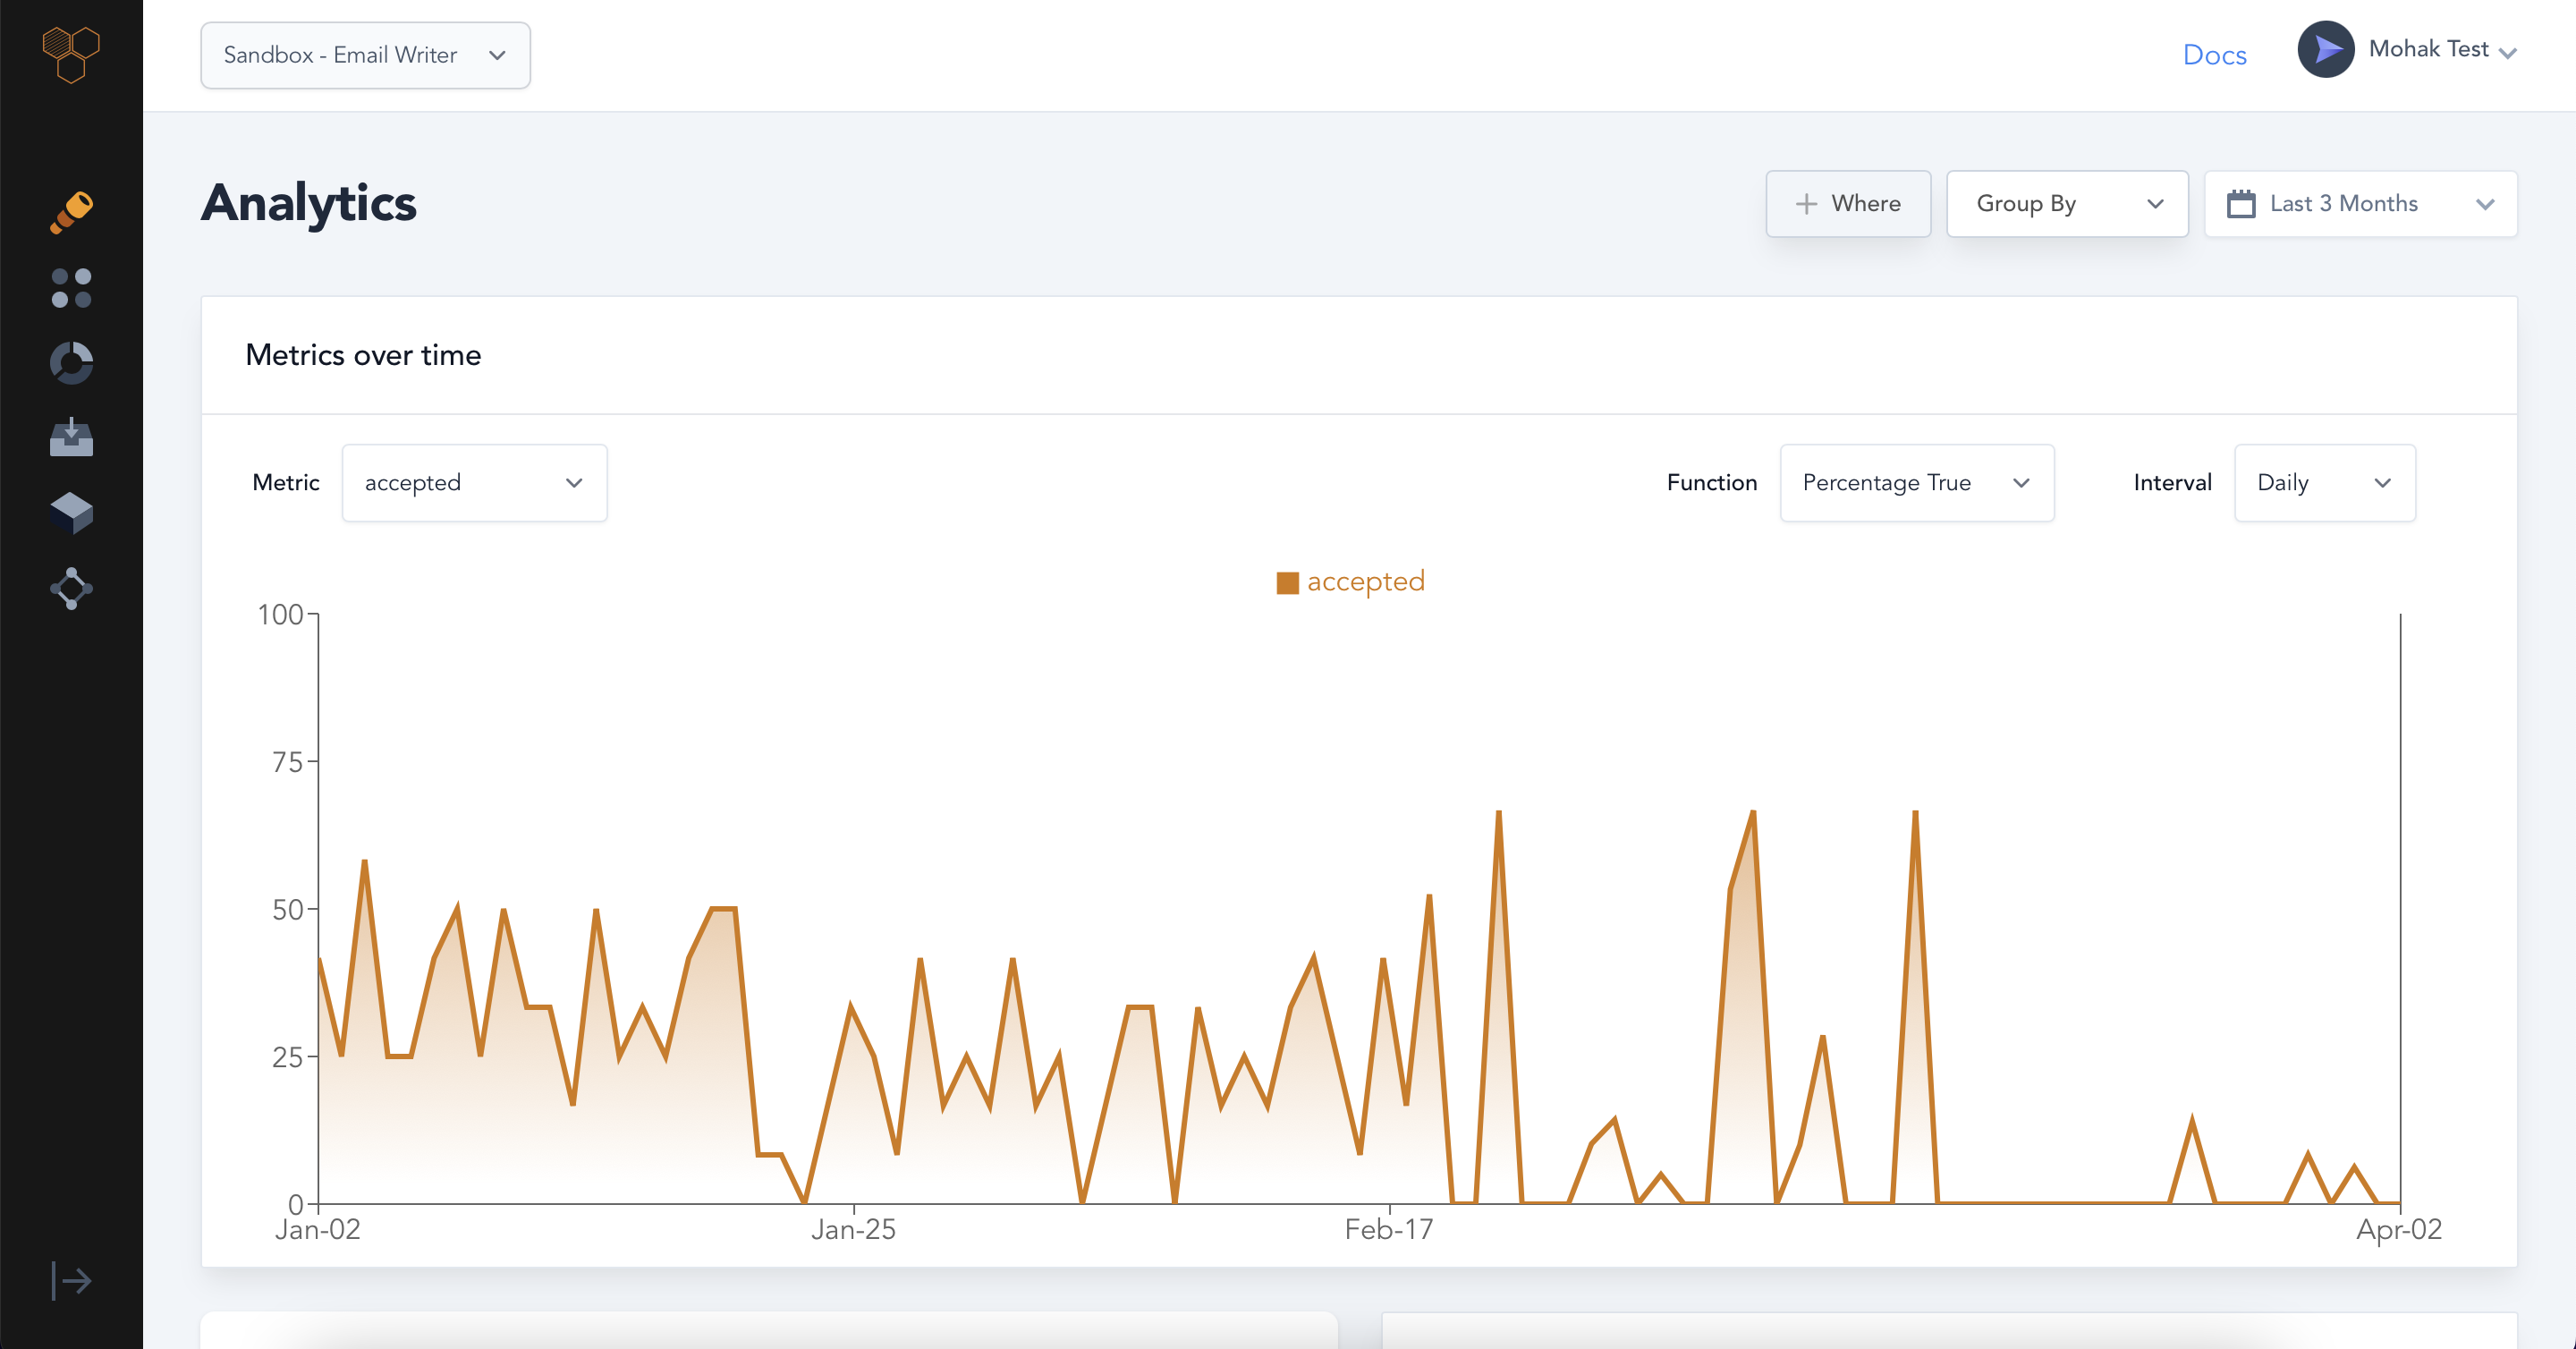 Sandbox - Email Writer
Docs
Mohak Test
Analytics
Where
Group By
Last 3 Months
Metrics over time
Metric
accepted
Function
Percentage True
Interval
Daily
accepted
100
75
50
25
0
Jan-02
Jan-25
Feb-17
Apr-02